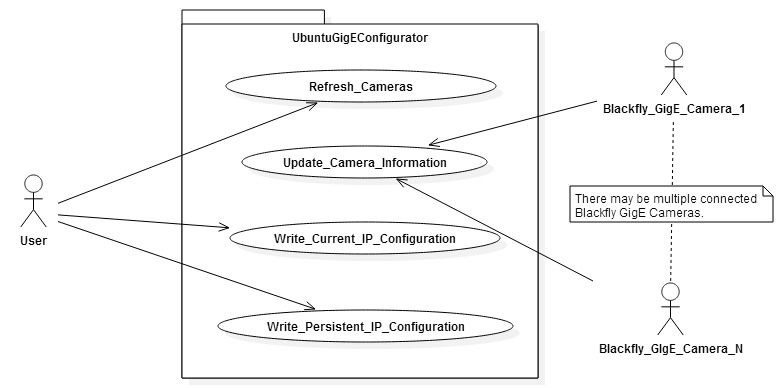 UbuntuGigEConfigurator
Refresh_Cameras
Blackfly_GigE_Camera_1
Update_Camera_Information
There may be multiple connected
Blackfly GigE Cameras.
User
Write_Current_IP_Configuration
Write_Persistent_IP_Configuration
Blackfly_GIgE_Camera_N